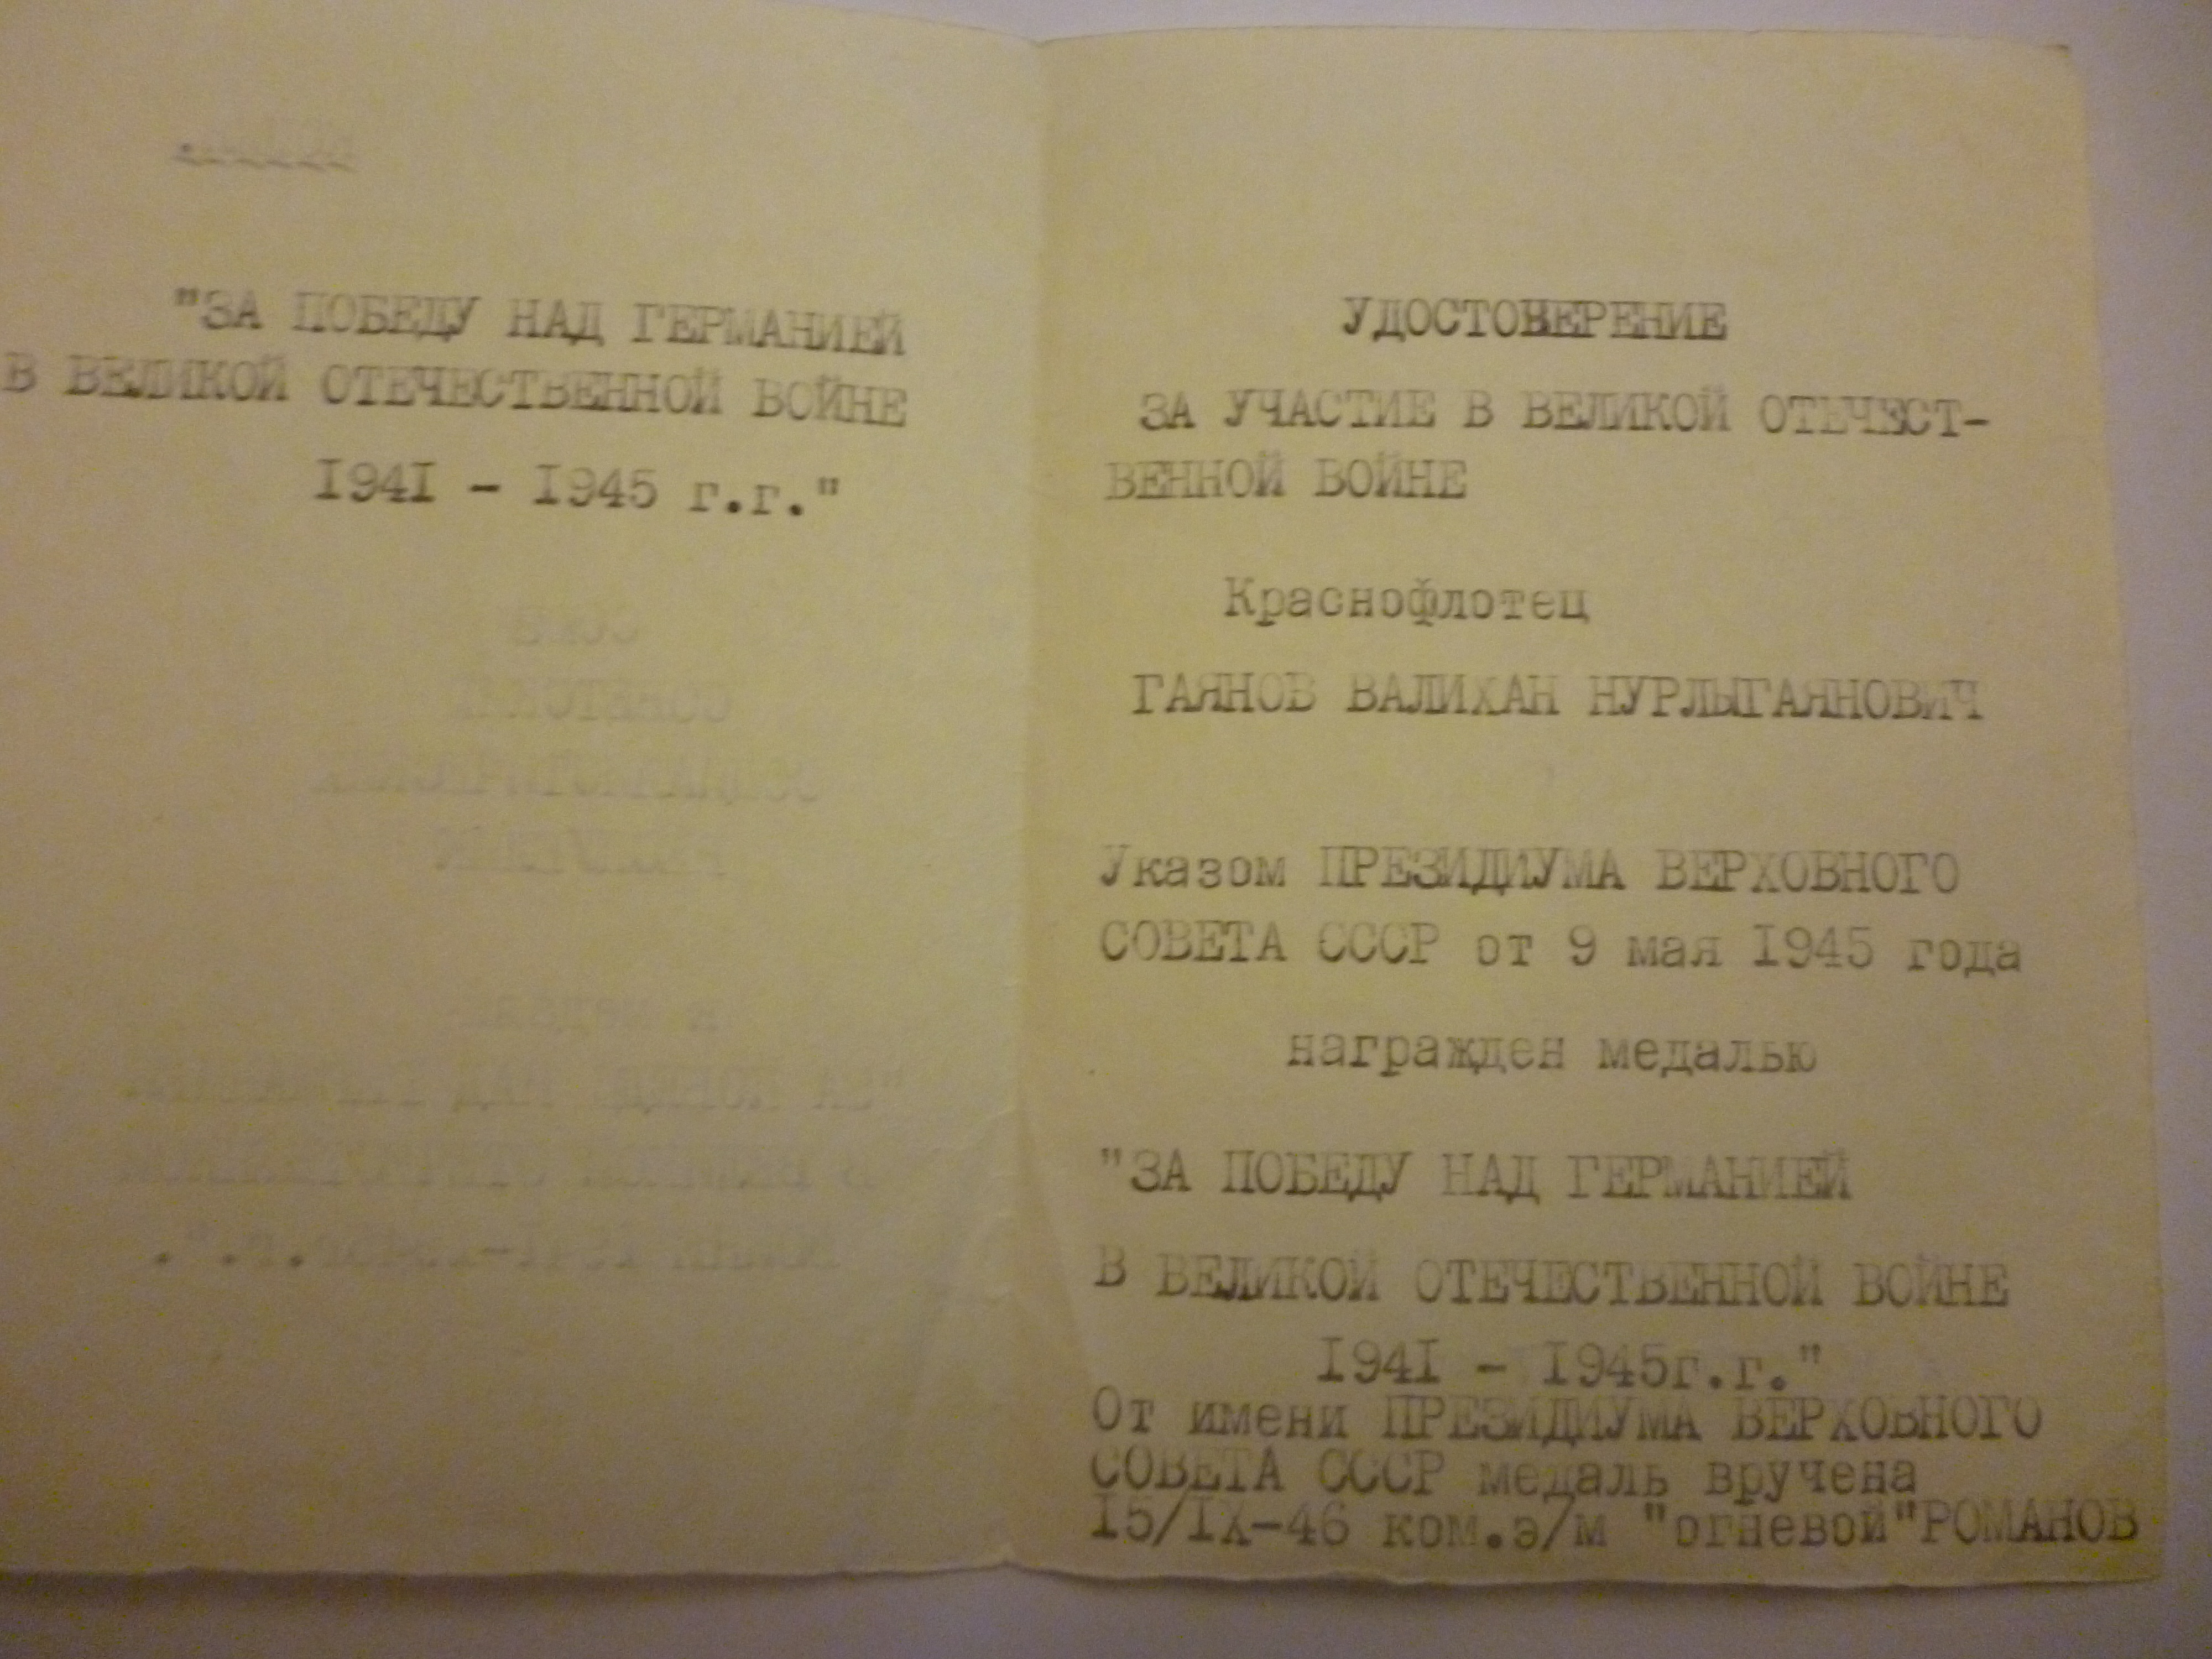 "ЗА ПОБЕДУ НАД ГЕРМАНИЕЙ
В ВЕЛИКОЙ ОТЕЧЕСТВЕННОЙ ВОЙНЕ
I94I - I945 г.г."
УДОСТОВЕРЕНИЕ
ЗА УЧАСТИЕ В ВЕЛИКОЙ ОТЕЧЕСТ-
ВЕННОЙ ВОЙНЕ
Краснофлотец
ГАЯНОВ ВАЛИХАН НУРЛЫГАЯНОВИЧ
Указом ПРЕЗИДИУМА ВЕРХОВНОГО
СОВЕТА СССР от 9 мая I945 года
награжден медалью
"ЗА ПОБЕДУ НАД ГЕРМАНИЕЙ
В ВЕЛИКОЙ ОТЕЧЕСТВЕННОЙ ВОЙНЕ
I94I - I945г.г."
От имени ПРЕЗИДИУМА ВЕРХОВНОГО
СОВЕТА СССР медаль вручена
I5/IX-46 ком.э/м "огневой"РОМАНОВ